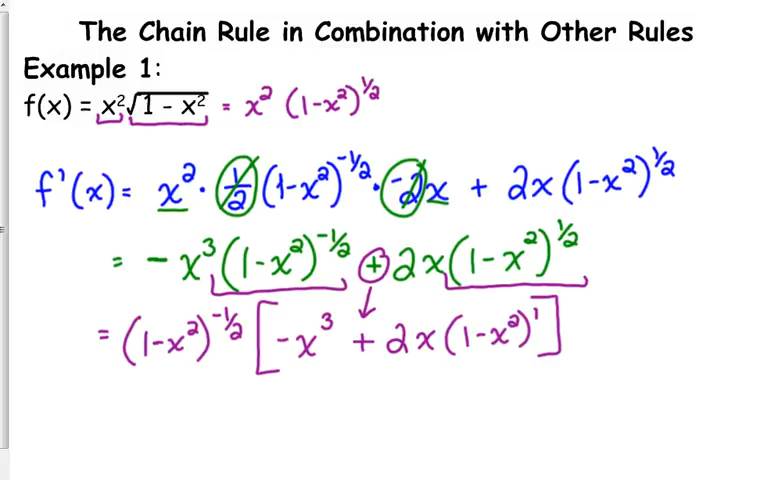 The Chain Rule in Combination with Other Rules
Example 1:
f(x) = x²√(1 - x²) = x² (1-x²)^½
f'(x) = x² · ½ (1-x²)^-½ · -2x + 2x (1-x²)^½
= -x³ (1-x²)^-½ + 2x (1-x²)^½
= (1-x²)^-½ [-x³ + 2x (1-x²)^1]